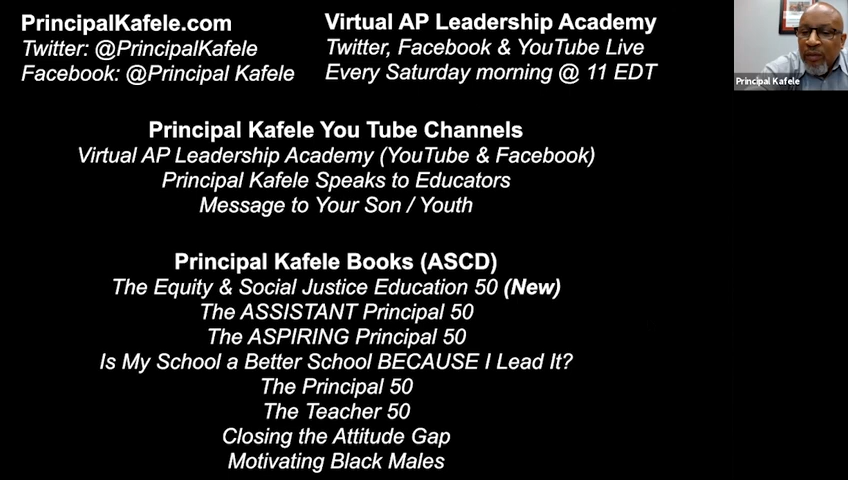 PrincipalKafele.com
Twitter: @PrincipalKafele
Facebook: @Principal Kafele
Virtual AP Leadership Academy
Twitter, Facebook & YouTube Live
Every Saturday morning @ 11 EDT
Principal Kafele
Principal Kafele You Tube Channels
Virtual AP Leadership Academy (YouTube & Facebook)
Principal Kafele Speaks to Educators
Message to Your Son / Youth
Principal Kafele Books (ASCD)
The Equity & Social Justice Education 50 (New)
The ASSISTANT Principal 50
The ASPIRING Principal 50
Is My School a Better School BECAUSE I Lead It?
The Principal 50
The Teacher 50
Closing the Attitude Gap
Motivating Black Males